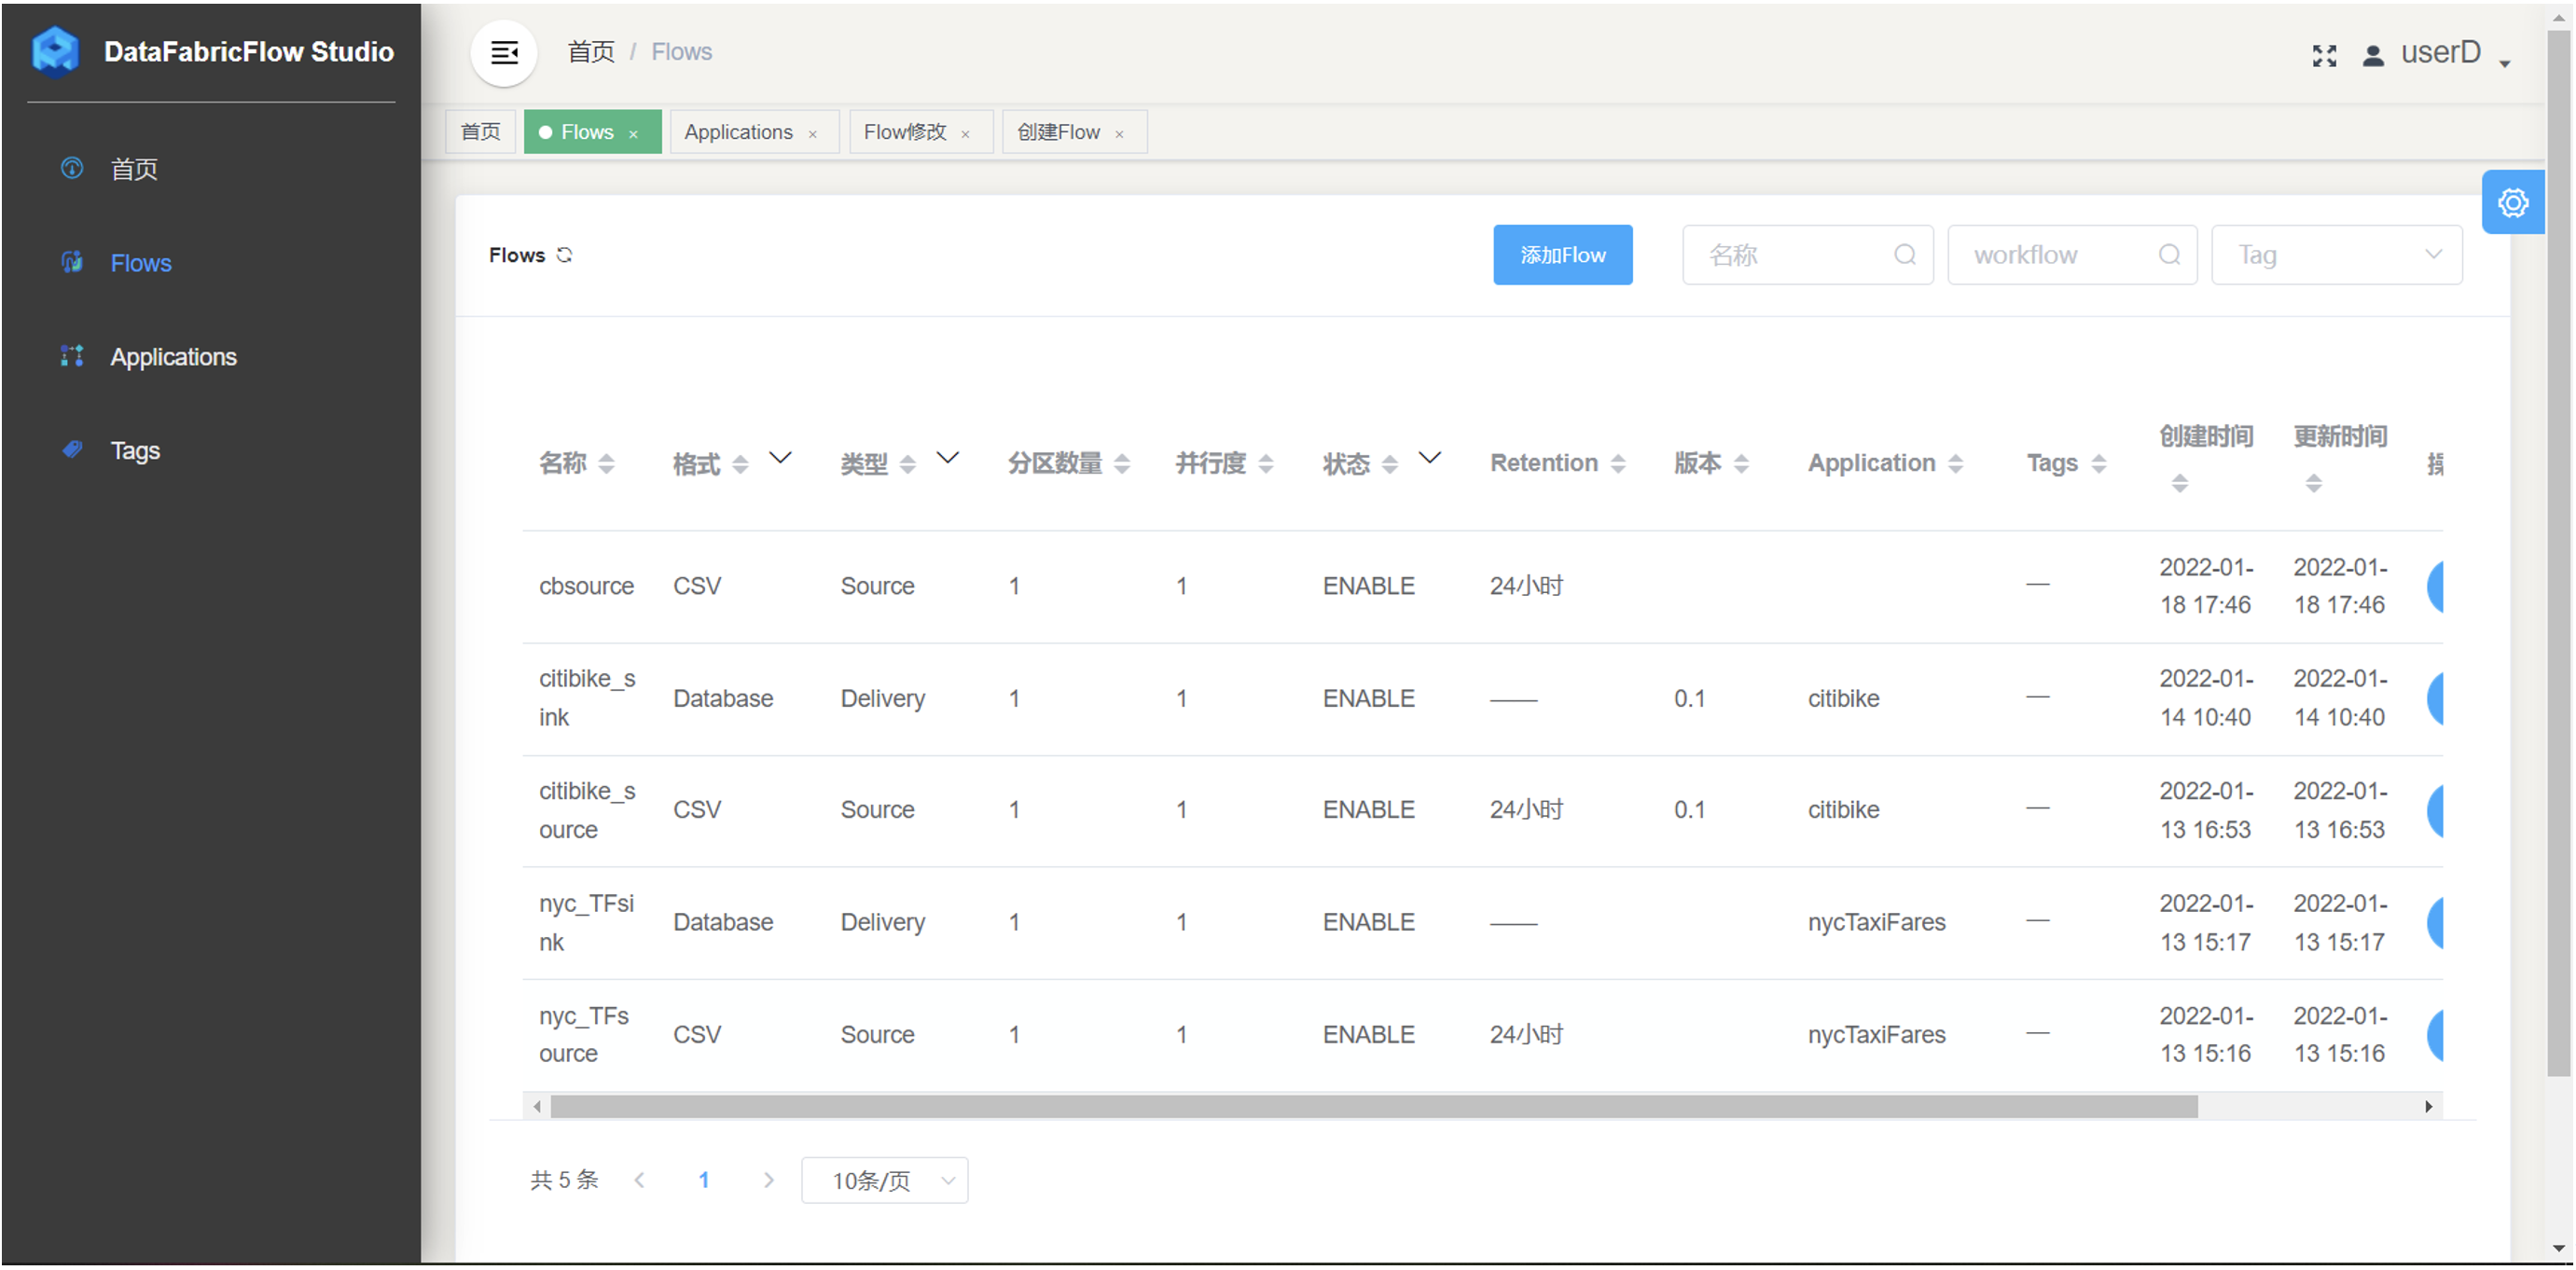 DataFabricFlow Studio
首页
Flows
Applications
Tags
首页 / Flows
userD
首页
Flows ×
Applications ×
Flow修改 ×
创建Flow ×
Flows
添加Flow
名称
workflow
Tag
名称 格式 类型 分区数量 并行度 状态 Retention 版本 Application Tags 创建时间 更新时间
cbsource CSV Source 1 1 ENABLE 24小时 — 2022-01-18 17:46 2022-01-18 17:46
citibike_sink Database Delivery 1 1 ENABLE —— 0.1 citibike — 2022-01-14 10:40 2022-01-14 10:40
citibike_source CSV Source 1 1 ENABLE 24小时 0.1 citibike — 2022-01-13 16:53 2022-01-13 16:53
nyc_TFsink Database Delivery 1 1 ENABLE —— nycTaxiFares — 2022-01-13 15:17 2022-01-13 15:17
nyc_TFsource CSV Source 1 1 ENABLE 24小时 nycTaxiFares — 2022-01-13 15:16 2022-01-13 15:16
共 5 条 1 10条/页